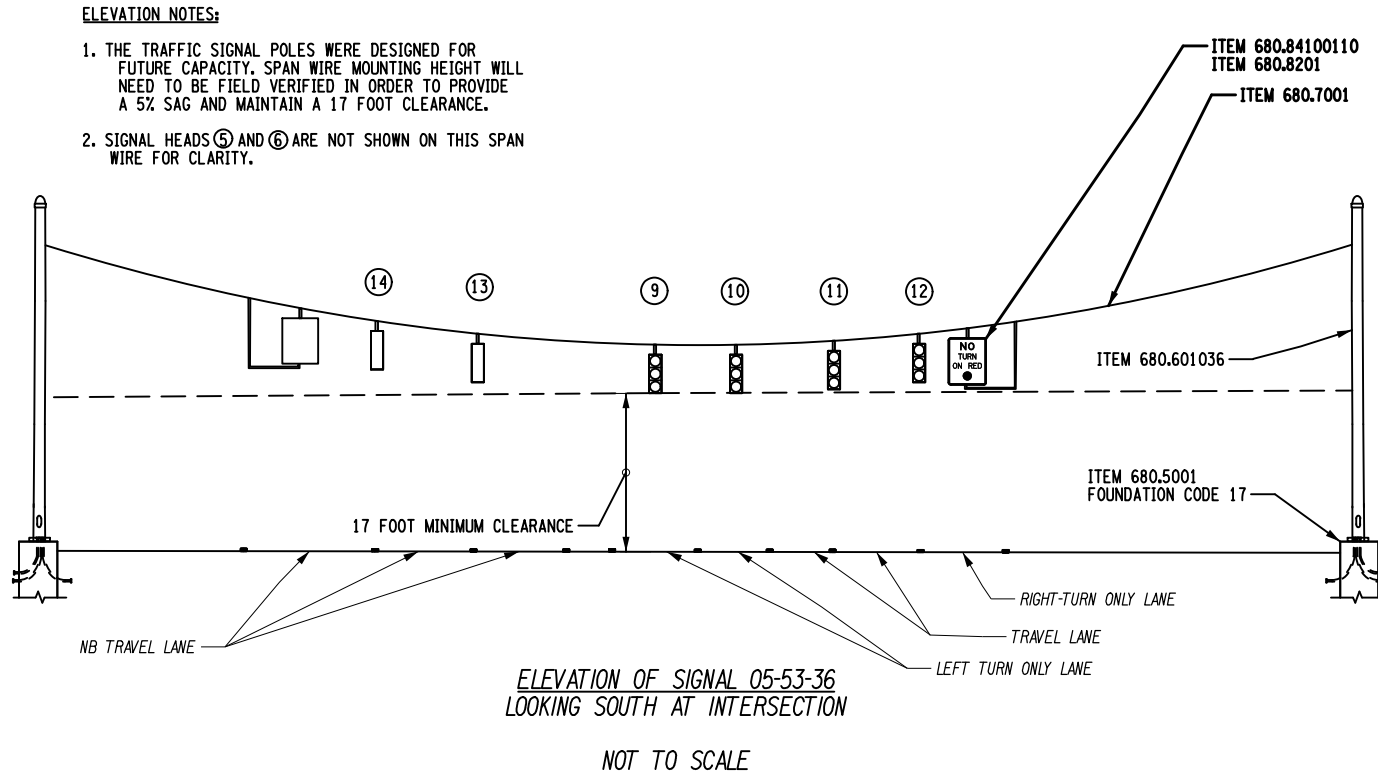 ELEVATION NOTES:
1. THE TRAFFIC SIGNAL POLES WERE DESIGNED FOR
FUTURE CAPACITY. SPAN WIRE MOUNTING HEIGHT WILL
NEED TO BE FIELD VERIFIED IN ORDER TO PROVIDE
A 5% SAG AND MAINTAIN A 17 FOOT CLEARANCE.
2. SIGNAL HEADS 5 AND 6 ARE NOT SHOWN ON THIS SPAN
WIRE FOR CLARITY.
ITEM 680.84100110
ITEM 680.8201
ITEM 680.7001
14
13
9
10
11
12
NO
TURN
ON RED
ITEM 680.601036
ITEM 680.5001
FOUNDATION CODE 17
17 FOOT MINIMUM CLEARANCE
RIGHT-TURN ONLY LANE
TRAVEL LANE
NB TRAVEL LANE
LEFT TURN ONLY LANE
ELEVATION OF SIGNAL 05-53-36
LOOKING SOUTH AT INTERSECTION
NOT TO SCALE